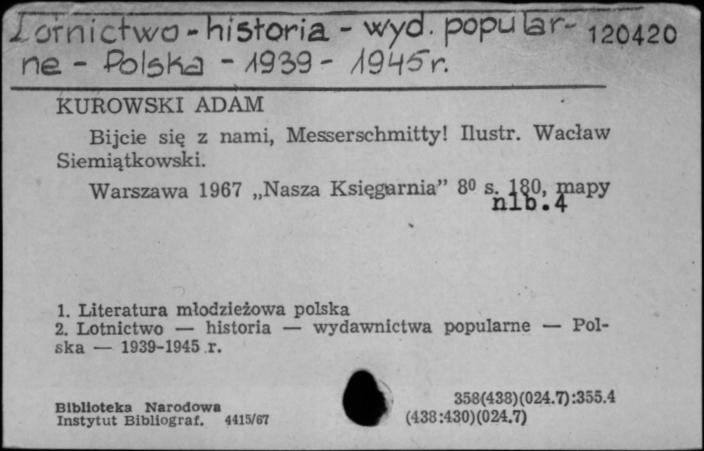 Lotnictwo - historia - wyd. popular- 120420
ne - Polska - 1939 - 1945 r.
KUROWSKI ADAM
Bijcie się z nami, Messerschmitty! Ilustr. Wacław
Siemiątkowski.
Warszawa 1967 „Nasza Księgarnia” 8⁰ s. 180, mapy
nlb.4
1. Literatura młodzieżowa polska
2. Lotnictwo — historia — wydawnictwa popularne — Pol-
ska — 1939-1945 r.
358(438)(024.7):355.4
Biblioteka Narodowa
Instytut Bibliograf. 4415/67 (438:430)(024.7)